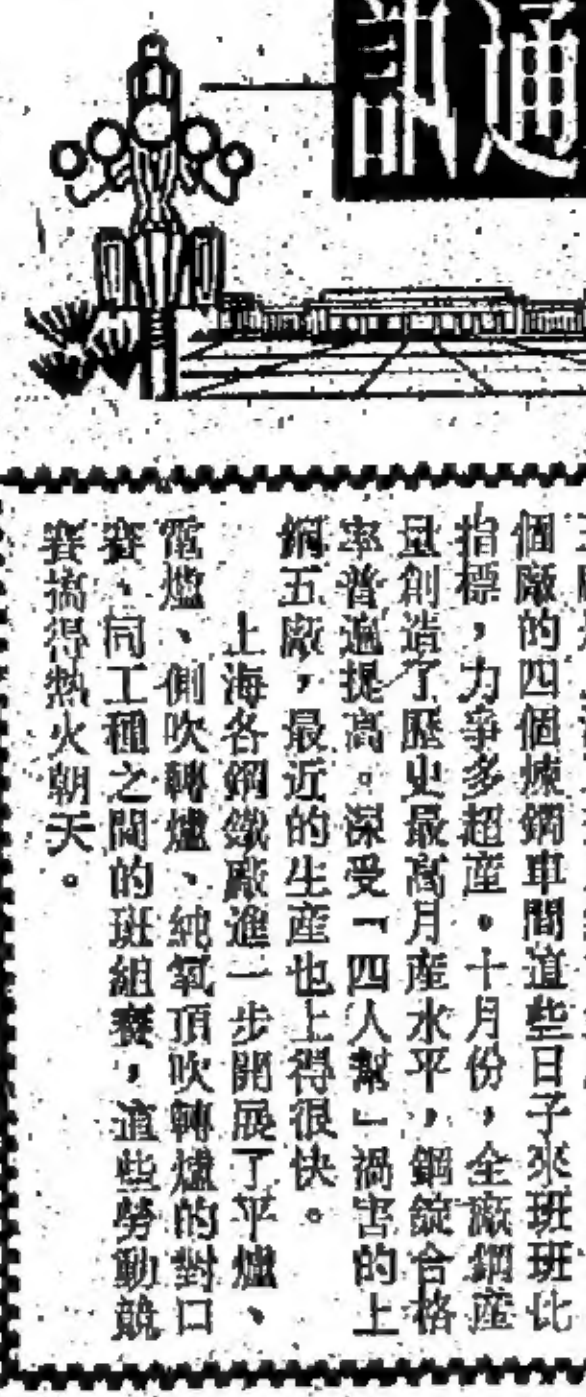 通訊
個廠的四個煉鋼車間這些日子來班班比
指標，力爭多超產。十月份，全廠鋼產
量創造了歷史最高月產水平，鋼錠合格
率普遍提高。深受「四人幫」禍害的上
鋼五廠，最近的生產也上得很快。
上海各鋼鐵廠進一步開展了平爐、
電爐、側吹轉爐、純氧頂吹轉爐的對口
賽、同工種之間的班組賽，這些勞動競
賽搞得熱火朝天。